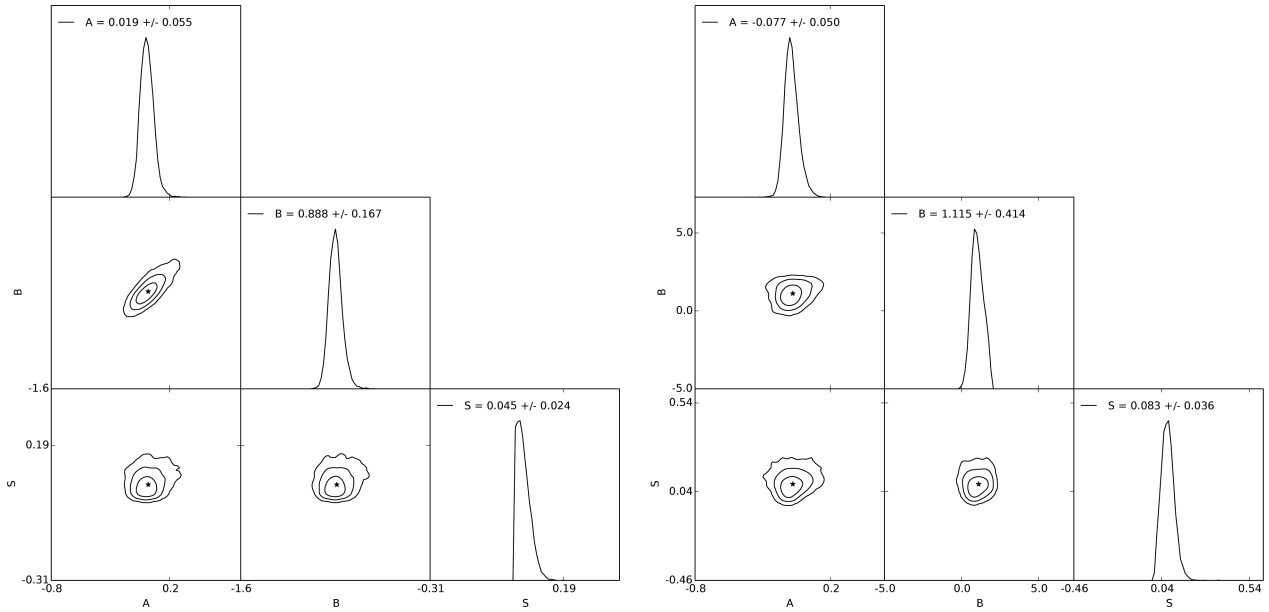 A = 0.019 +/- 0.055
A = -0.077 +/- 0.050
B = 0.888 +/- 0.167
B = 1.115 +/- 0.414
B
-1.6
B
5.0
0.0
-5.0
S = 0.045 +/- 0.024
S = 0.083 +/- 0.036
S
0.19
-0.31
S
0.54
0.04
-0.46
-0.8 0.2 -1.6 -0.31 0.19
-0.8 0.2 -5.0 0.0 5.0 -0.46 0.04 0.54
A B S
A B S